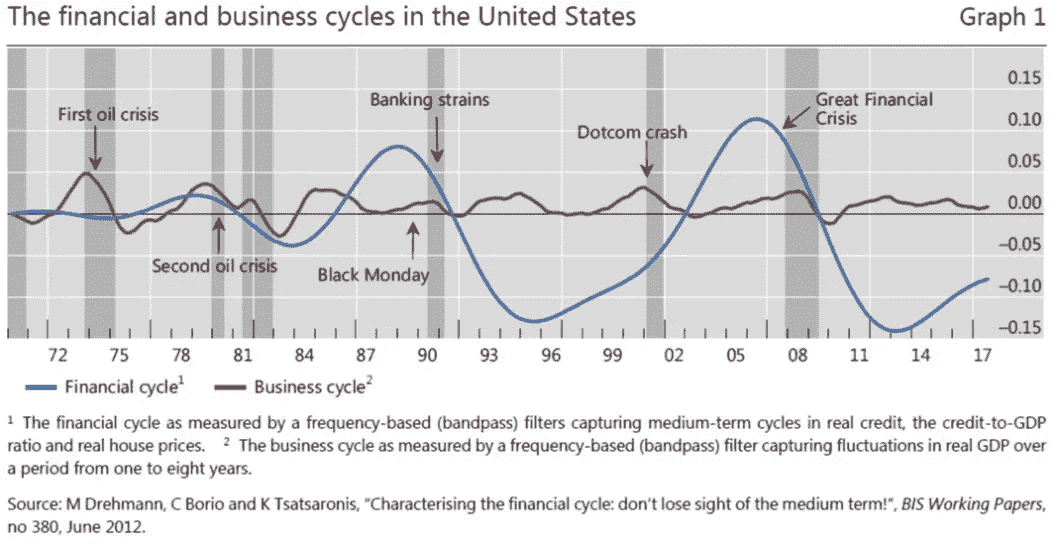 The financial and business cycles in the United States
Graph 1
0.15
First oil crisis
Banking strains
Great Financial
Crisis
0.10
Dotcom crash
0.05
0.00
Second oil crisis
Black Monday
–0.05
–0.10
–0.15
72 75 78 81 84 87 90 93 96 99 02 05 08 11 14 17
Financial cycle1 Business cycle2
1 The financial cycle as measured by a frequency-based (bandpass) filters capturing medium-term cycles in real credit, the credit-to-GDP
ratio and real house prices. 2 The business cycle as measured by a frequency-based (bandpass) filter capturing fluctuations in real GDP over
a period from one to eight years.
Source: M Drehmann, C Borio and K Tsatsaronis, "Characterising the financial cycle: don't lose sight of the medium term!", BIS Working Papers,
no 380, June 2012.